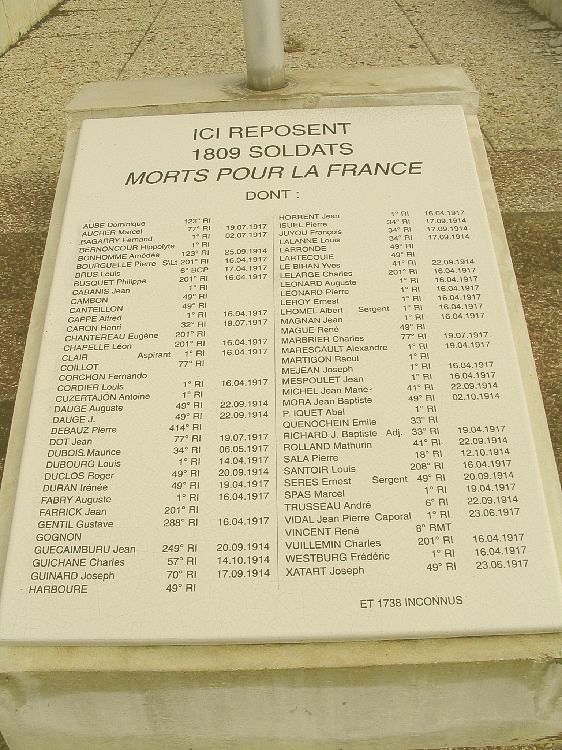 ICI REPOSENT
1809 SOLDATS
MORTS POUR LA FRANCE
DONT :
AUBE Dominique 123° RI
AUCHER Marcel 77° RI 19.07.1917
BAGARRY Fernand 1° RI 02.07.1917
BERNONCOUR Hippolyte 1° RI
BONHOMME Amédée 123° RI 25.09.1914
BOURGUELLE Pierre 201° RI 16.04.1917
BRUS Louis 6° BCP 17.04.1917
BUSQUET Philippe 201° RI 16.04.1917
CABANIS Jean 1° RI
CAMBON 49° RI
CANTEILLON 49° RI
CAPPE Alfred 1° RI 16.04.1917
CARON Henri 32° RI 18.07.1917
CHANTEREAU Eugène 201° RI
CHAPELLE Léon 201° RI 16.04.1917
CLAIR Aspirant 1° RI 16.04.1917
COILLOT 77° RI
CORCHON Fernando
CORDIER Louis 1° RI 16.04.1917
CUZERTAJON Antoine 1° RI
DAUGE Auguste 49° RI 22.09.1914
DAUGE J. 49° RI 22.09.1914
DEBAUZ Pierre 414° RI
DOT Jean 77° RI 19.07.1917
DUBOIS Maurice 34° RI 06.05.1917
DUBOURG Louis 1° RI 14.04.1917
DUCLOS Roger 49° RI 20.09.1914
DURAN Irénée 49° RI 19.04.1917
FABRY Auguste 1° RI 16.04.1917
FARRICK Jean 201° RI
GENTIL Gustave 288° RI 16.04.1917
GOGNON
GUECAIMBURU Jean 249° RI 20.09.1914
GUICHANE Charles 57° RI 14.10.1914
GUINARD Joseph 70° RI 17.09.1914
HARBOURE 49° RI
HORRENT Jean 1° RI 16.04.1917
ISUEL Pierre 34° RI 17.09.1914
JUYOU François 34° RI 17.09.1914
LALANNE Louis 34° RI 17.09.1914
LARRONDE 49° RI
LARTECOUIE 49° RI
LE BIHAN Yves 41° RI 22.09.1914
LELARGE Charles 201° RI 16.04.1917
LEONARD Auguste 1° RI 16.04.1917
LEONARD Pierre 1° RI 16.04.1917
LEROY Ernest 1° RI 16.04.1917
LHOMEL Albert Sergent 1° RI 16.04.1917
MAGNAN Jean 1° RI 16.04.1917
MAGUE René 49° RI
MARBRIER Charles 77° RI 19.07.1917
MARESCAULT Alexandre 1° RI 19.04.1917
MARTIGON Raoul 1° RI
MEJEAN Joseph 1° RI 16.04.1917
MESPOULET Jean 1° RI 16.04.1917
MICHEL Jean Marie 41° RI 22.09.1914
MORA Jean Baptiste 49° RI 02.10.1914
P. IQUET Abel 1° RI
QUENOCHEIN Emile 33° RI
RICHARD J. Baptiste Adj. 33° RI 19.04.1917
ROLLAND Mathurin 41° RI 22.09.1914
SALA Pierre 18° RI 12.10.1914
SANTOIR Louis 208° RI 16.04.1917
SERES Ernest Sergent 49° RI 20.09.1914
SPAS Marcel 1° RI 19.04.1917
TRUSSEAU André 6° RI 22.09.1914
VIDAL Jean Pierre Caporal 1° RI 23.06.1917
VINCENT René 8° RMT
VUILLEMIN Charles 201° RI 16.04.1917
WESTBURG Frédéric 1° RI 16.04.1917
XATART Joseph 49° RI 23.06.1917
ET 1738 INCONNUS